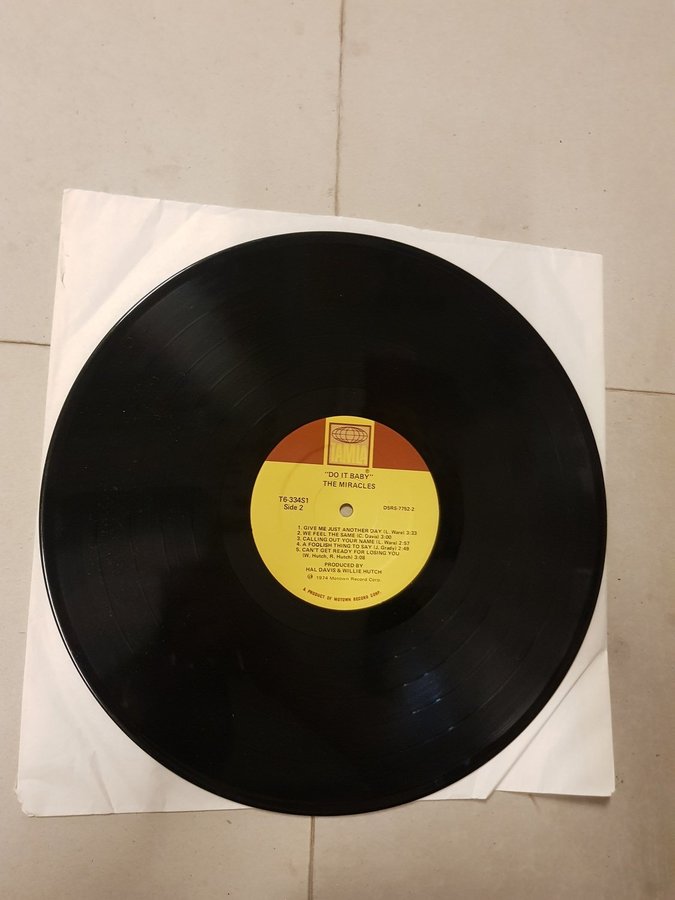 TAMLA
®
"DO IT BABY"
THE MIRACLES
T6-334S1
Side 2
DSRS-7702-2
1. GIVE ME JUST ANOTHER DAY (L. Ware) 3:33
2. WE FEEL THE SAME (C. Davis) 3:00
3. CALLING OUT YOUR NAME (L. Ware) 2:57
4. A FOOLISH THING TO SAY (J. Grady) 2:48
5. CAN'T GET READY FOR LOSING YOU
(W. Hutch, R. Hutch) 3:08
PRODUCED BY
HAL DAVIS & WILLIE HUTCH
℗ 1974 Motown Record Corp.
A PRODUCT OF MOTOWN RECORD CORP.